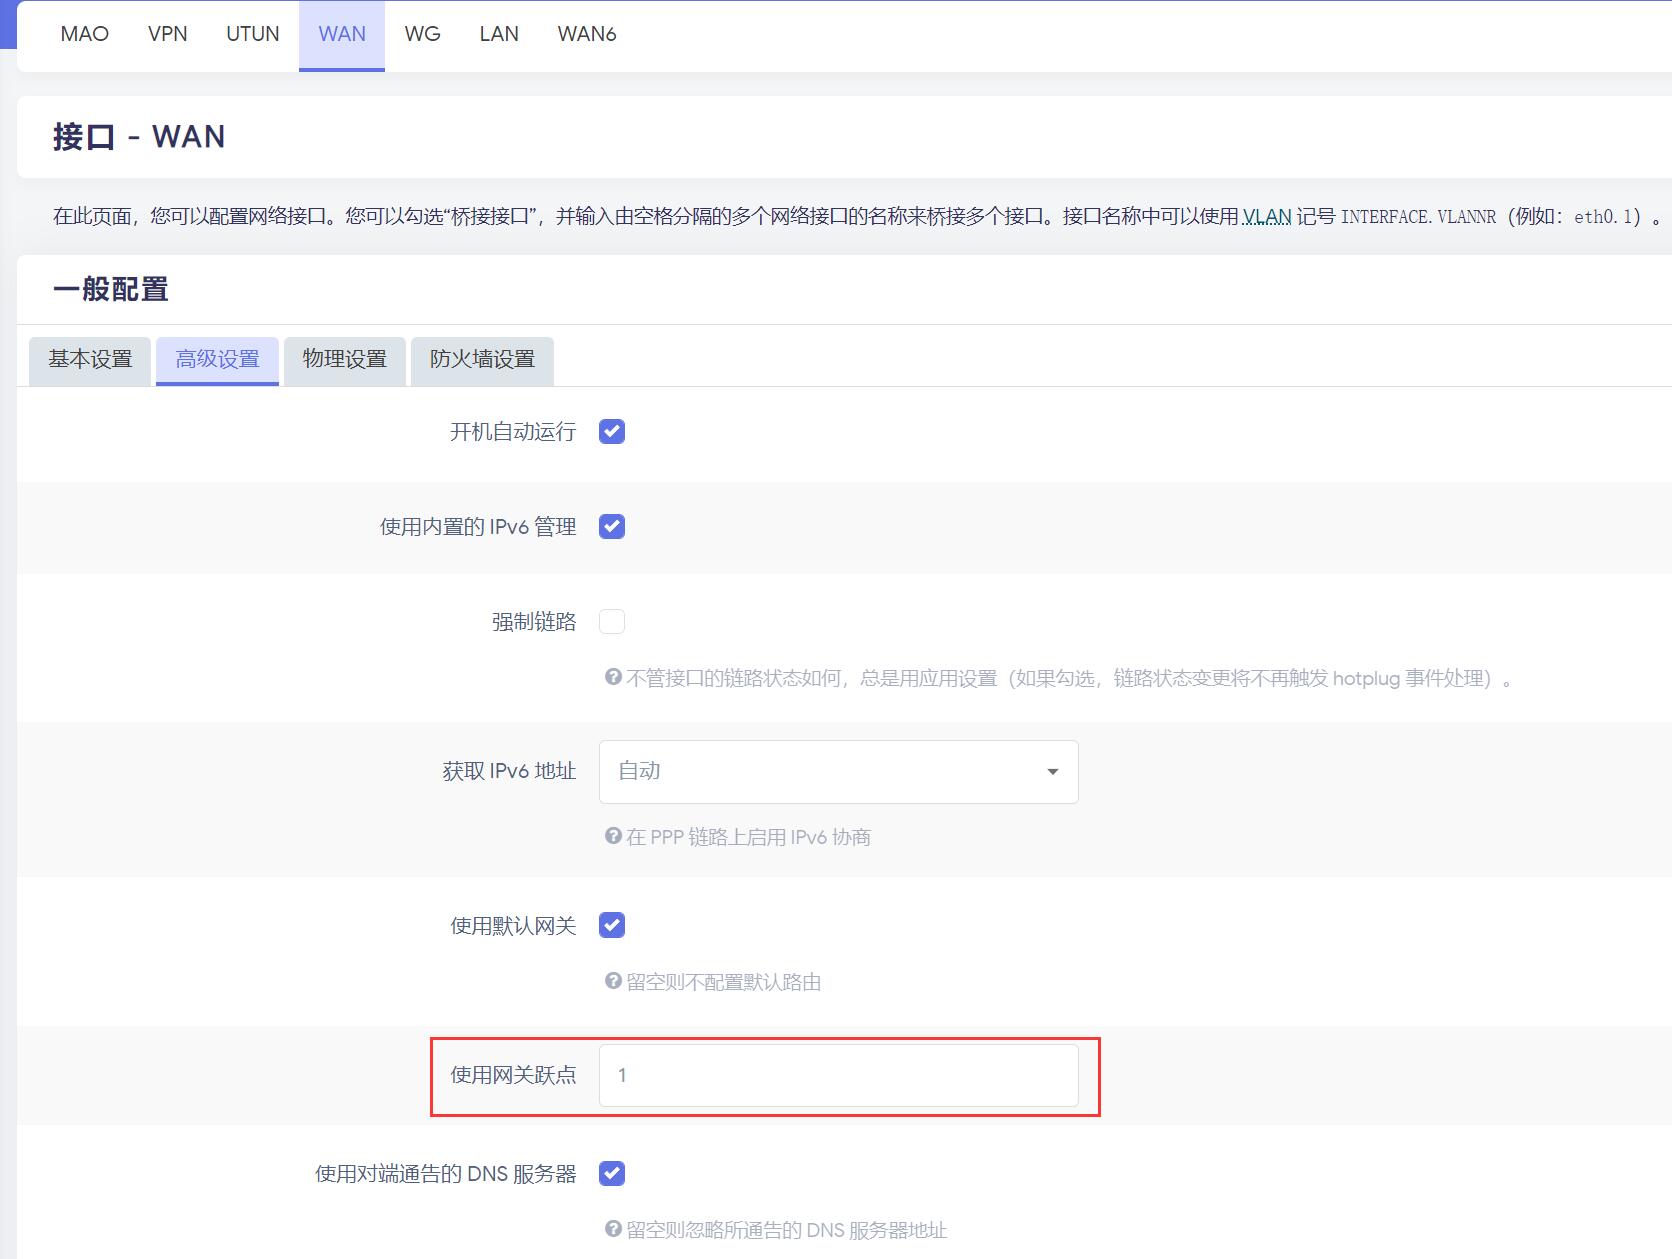 MAO VPN UTUN WAN WG LAN WAN6
接口 - WAN
在此页面，您可以配置网络接口。您可以勾选“桥接接口”，并输入由空格分隔的多个网络接口的名称来桥接多个接口。接口名称中可以使用 VLAN 记号 INTERFACE.VLANNR（例如：eth0.1）。
一般配置
基本设置 高级设置 物理设置 防火墙设置
开机自动运行
使用内置的 IPv6 管理
强制链路
不管接口的链路状态如何，总是用应用设置（如果勾选，链路状态变更将不再触发 hotplug 事件处理）。
获取 IPv6 地址 自动
在 PPP 链路上启用 IPv6 协商
使用默认网关
留空则不配置默认路由
使用网关跃点 1
使用对端通告的 DNS 服务器
留空则忽略所通告的 DNS 服务器地址